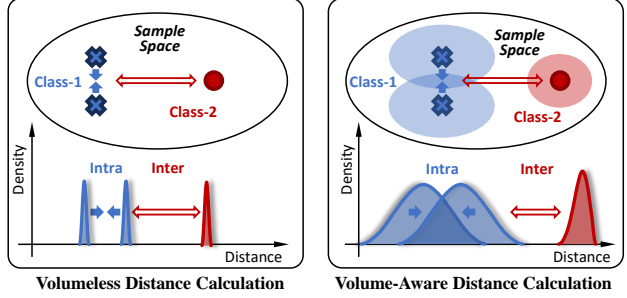 Sample
Space
Class-1
Class-2
Density
Intra
Inter
Distance
Volumeless Distance Calculation
Sample
Space
Class-1
Class-2
Density
Intra
Inter
Distance
Volume-Aware Distance Calculation